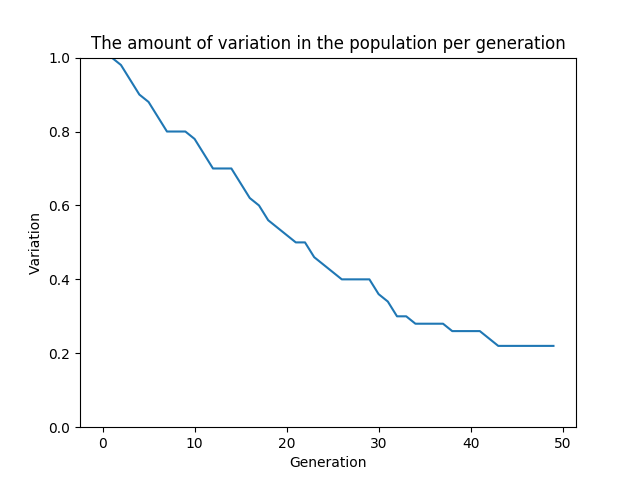 The amount of variation in the population per generation
1.0
0.8
0.6
0.4
0.2
0.0
Variation
0 10 20 30 40 50
Generation